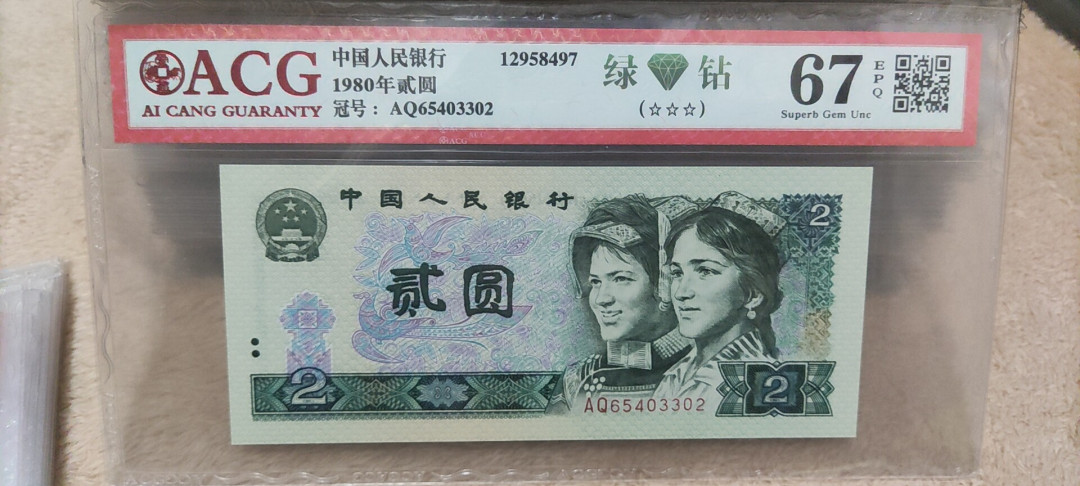 ACG
AI CANG GUARANTY
中国人民银行 12958497
1980年贰圆
冠号： AQ65403302
绿 钻
(☆☆☆)
67
EPQ
Superb Gem Unc
ACG
中国人民银行
2
贰圆
2
2
AQ65403302